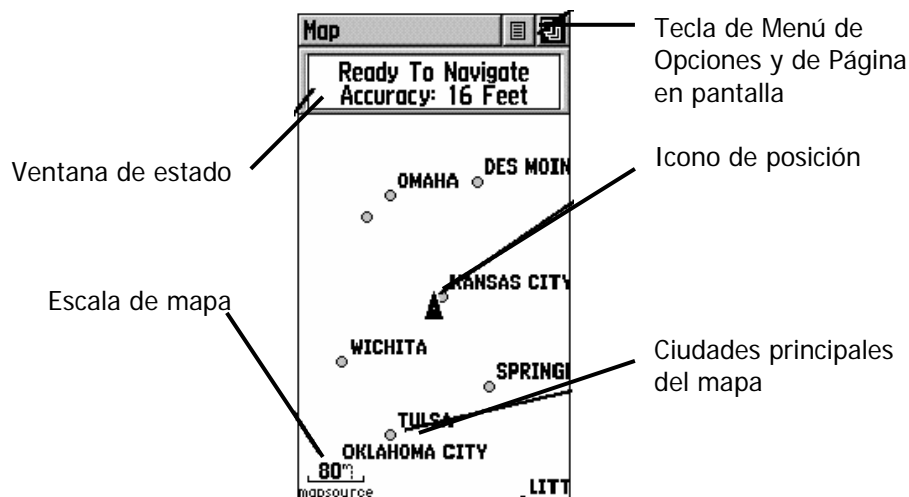 Map
Tecla de Menú de
Opciones y de Página
en pantalla
Ready To Navigate
Accuracy: 16 Feet
Ventana de estado
Icono de posición
OMAHA
DES MOIN
KANSAS CITY
Escala de mapa
WICHITA
SPRING
Ciudades principales
del mapa
TULSA
OKLAHOMA CITY
80m
mapsource
LITT